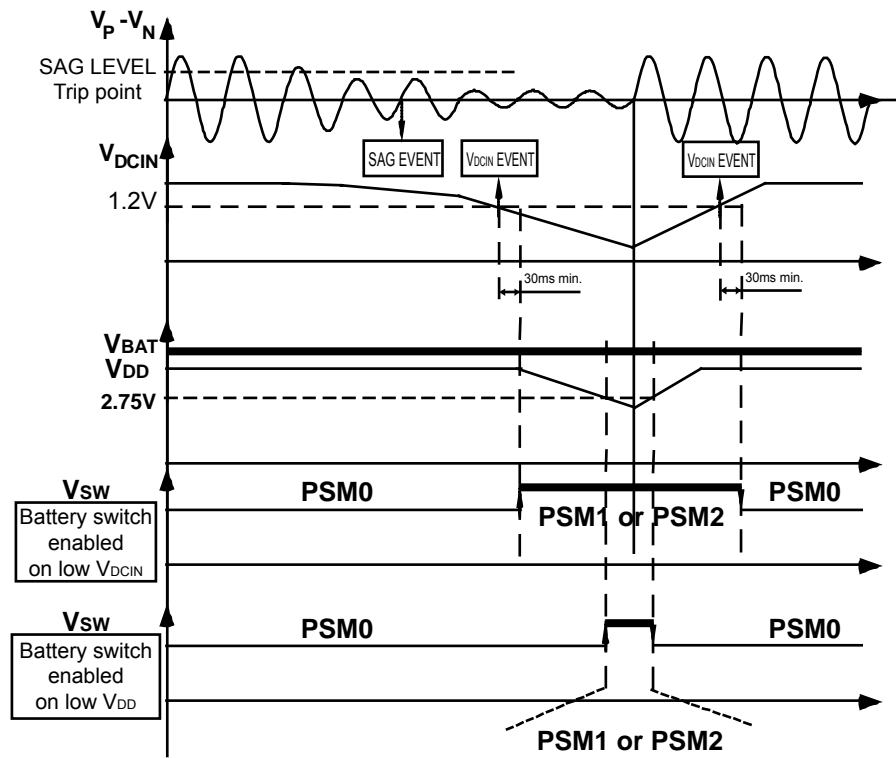 VP -VN
SAG LEVEL
Trip point
SAG EVENT
VDCIN EVENT
VDCIN EVENT
VDCIN
1.2V
30ms min.
30ms min.
VBAT
VDD
2.75V
VSW
PSM0
PSM0
Battery switch
enabled
on low VDCIN
PSM1 or PSM2
VSW
PSM0
PSM0
Battery switch
enabled
on low VDD
PSM1 or PSM2